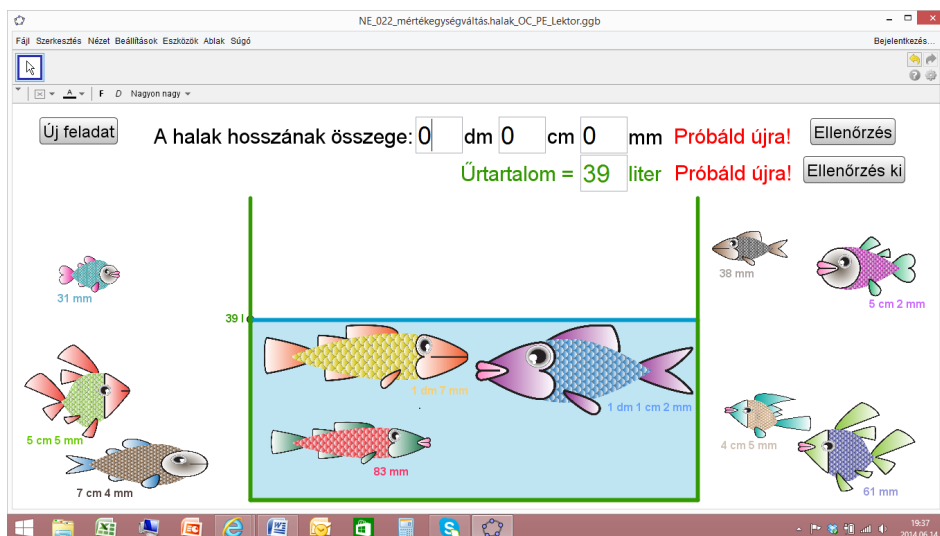 NE_022_mértékegységváltás.halak_OC_PE_Lektor.ggb
Fájl Szerkesztés Nézet Beállítások Eszközök Ablak Súgó
Bejelentkezés...
A F D Nagyon nagy
Új feladat
A halak hosszának összege: 0 dm 0 cm 0 mm Próbáld újra! Ellenőrzés
Űrtartalom = 39 liter Próbáld újra! Ellenőrzés ki
31 mm
38 mm
5 cm 2 mm
39 l
1 dm 7 mm
1 dm 1 cm 2 mm
5 cm 5 mm
83 mm
4 cm 5 mm
7 cm 4 mm
61 mm
19:37
2014.06.14